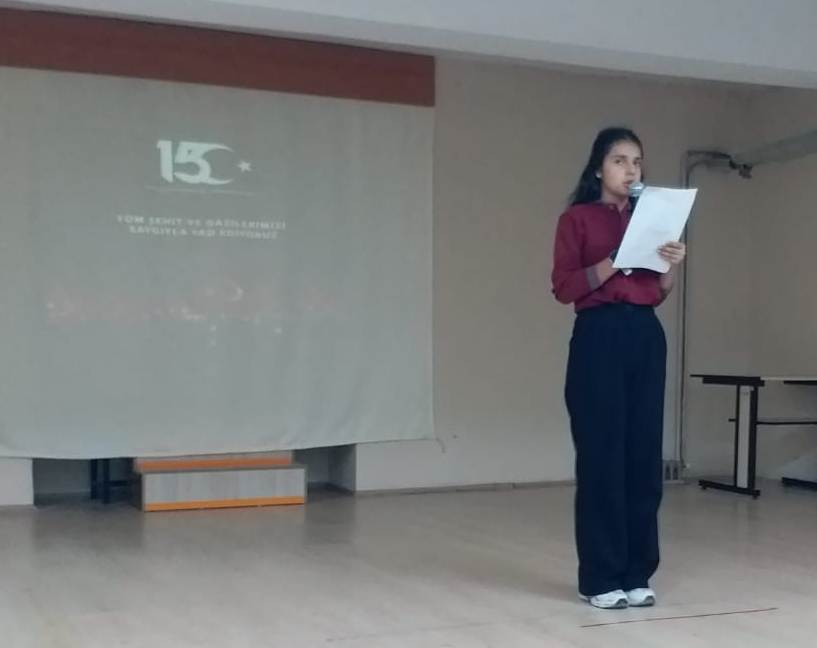 15
TÜM ŞEHİT VE GAZİLERİMİZİ
SAYGIYLA YAD EDİYORUZ